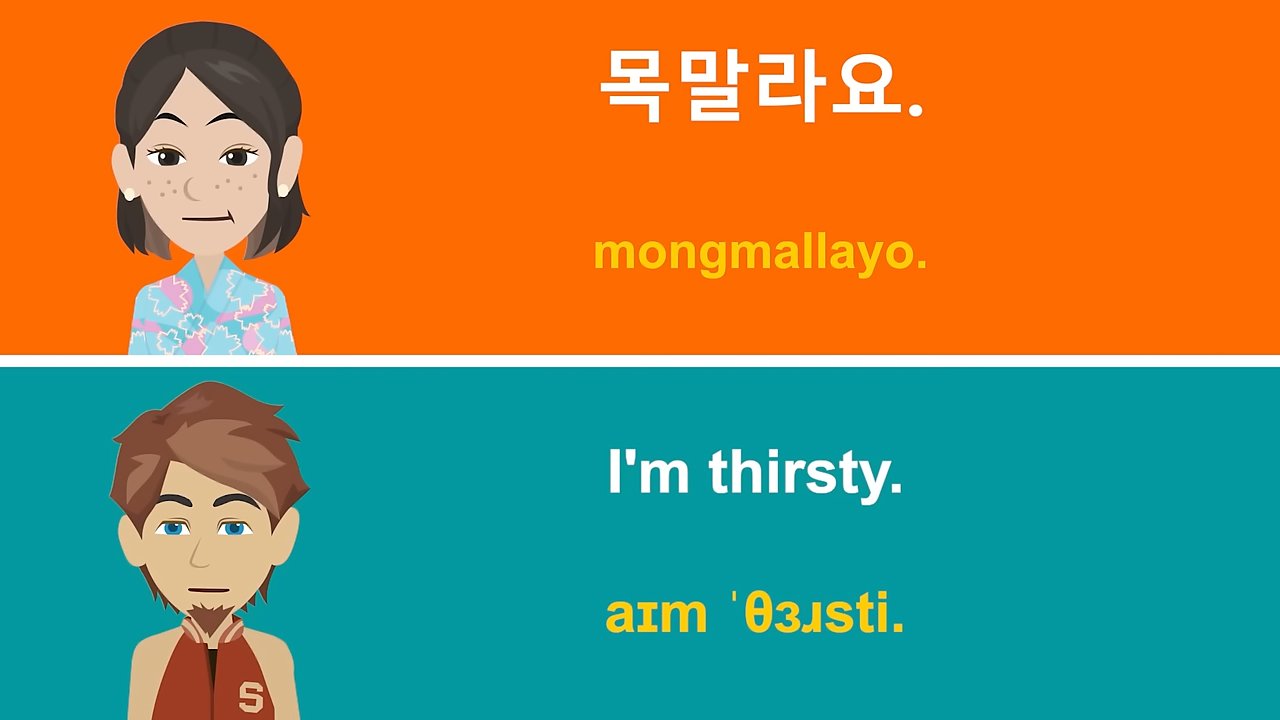 목말라요.
mongmallayo.
I'm thirsty.
aɪm ˈθɜɹsti.
S